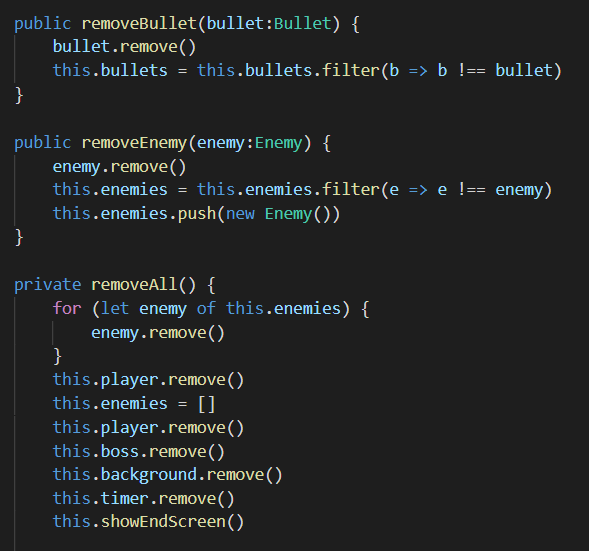 public removeBullet(bullet:Bullet) {
    bullet.remove()
    this.bullets = this.bullets.filter(b => b !== bullet)
}

public removeEnemy(enemy:Enemy) {
    enemy.remove()
    this.enemies = this.enemies.filter(e => e !== enemy)
    this.enemies.push(new Enemy())
}

private removeAll() {
    for (let enemy of this.enemies) {
        enemy.remove()
    }
    this.player.remove()
    this.enemies = []
    this.player.remove()
    this.boss.remove()
    this.background.remove()
    this.timer.remove()
    this.showEndScreen()